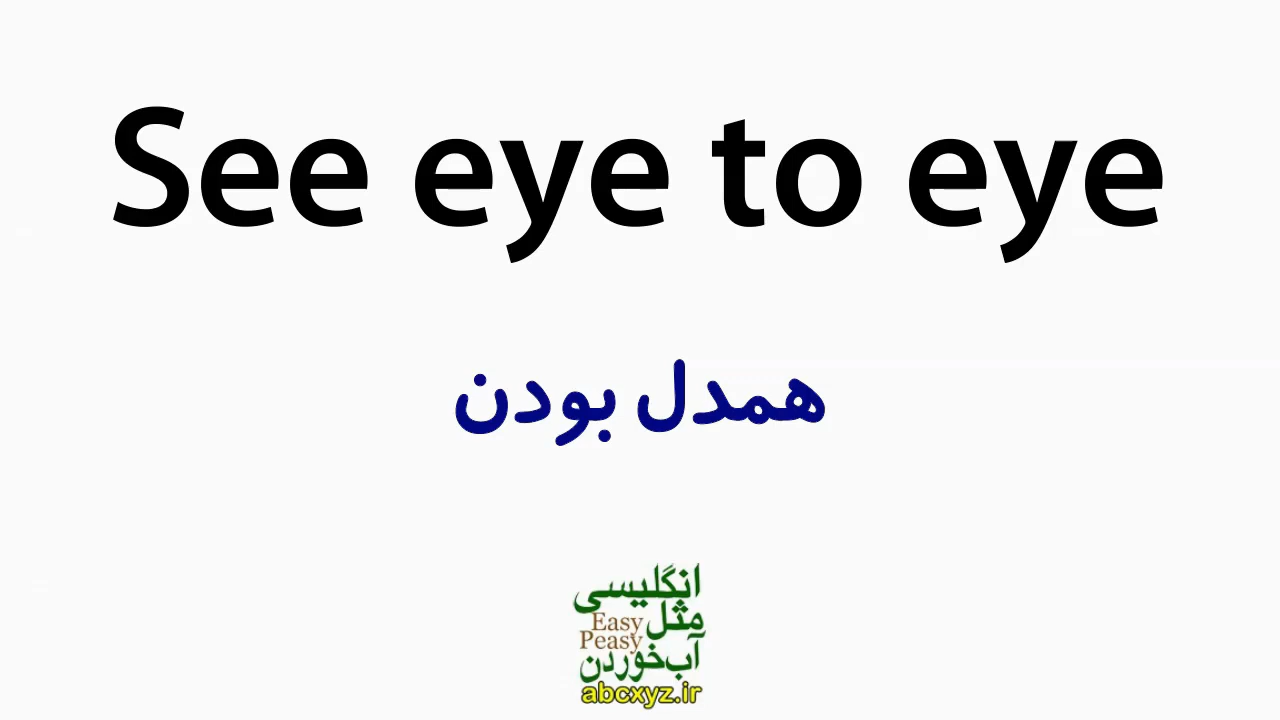 See eye to eye
همدل بودن
انگلیسی
مثل Easy
Peasy
آب‌خوردن
abcxyz.ir